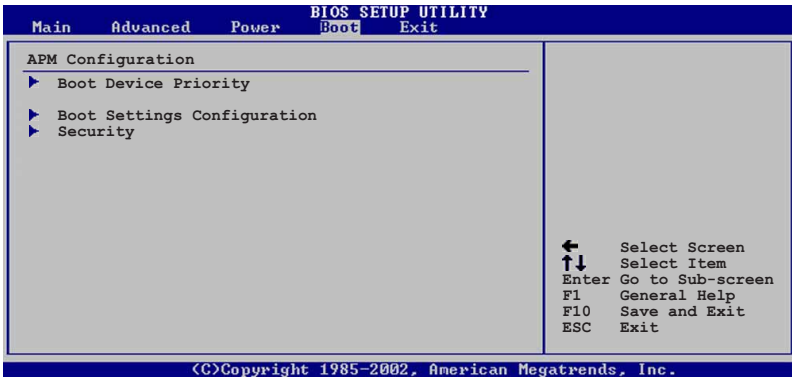 BIOS SETUP UTILITY
Main Advanced Power Boot Exit
APM Configuration
Boot Device Priority
Boot Settings Configuration
Security
← Select Screen
↑↓ Select Item
Enter Go to Sub-screen
F1 General Help
F10 Save and Exit
ESC Exit
(C)Copyright 1985-2002, American Megatrends, Inc.